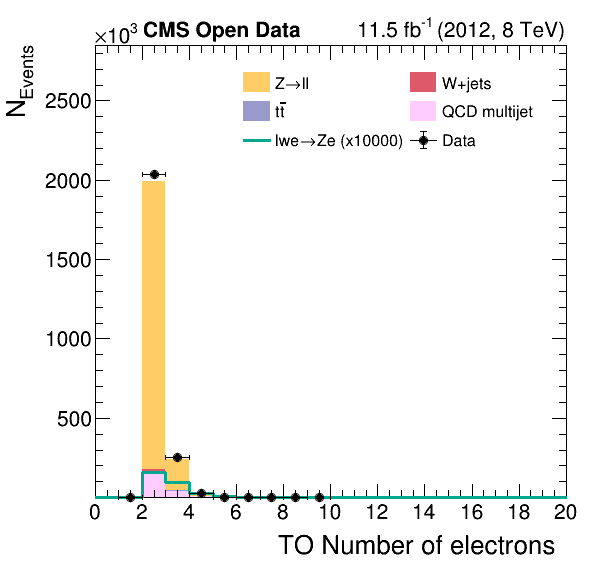 ×10³ CMS Open Data 11.5 fb⁻¹ (2012, 8 TeV)
N_Events
Z→ll W+jets
tt̄ QCD multijet
Iwe→Ze (x10000) Data
2500
2000
1500
1000
500
0 2 4 6 8 10 12 14 16 18 20
TO Number of electrons